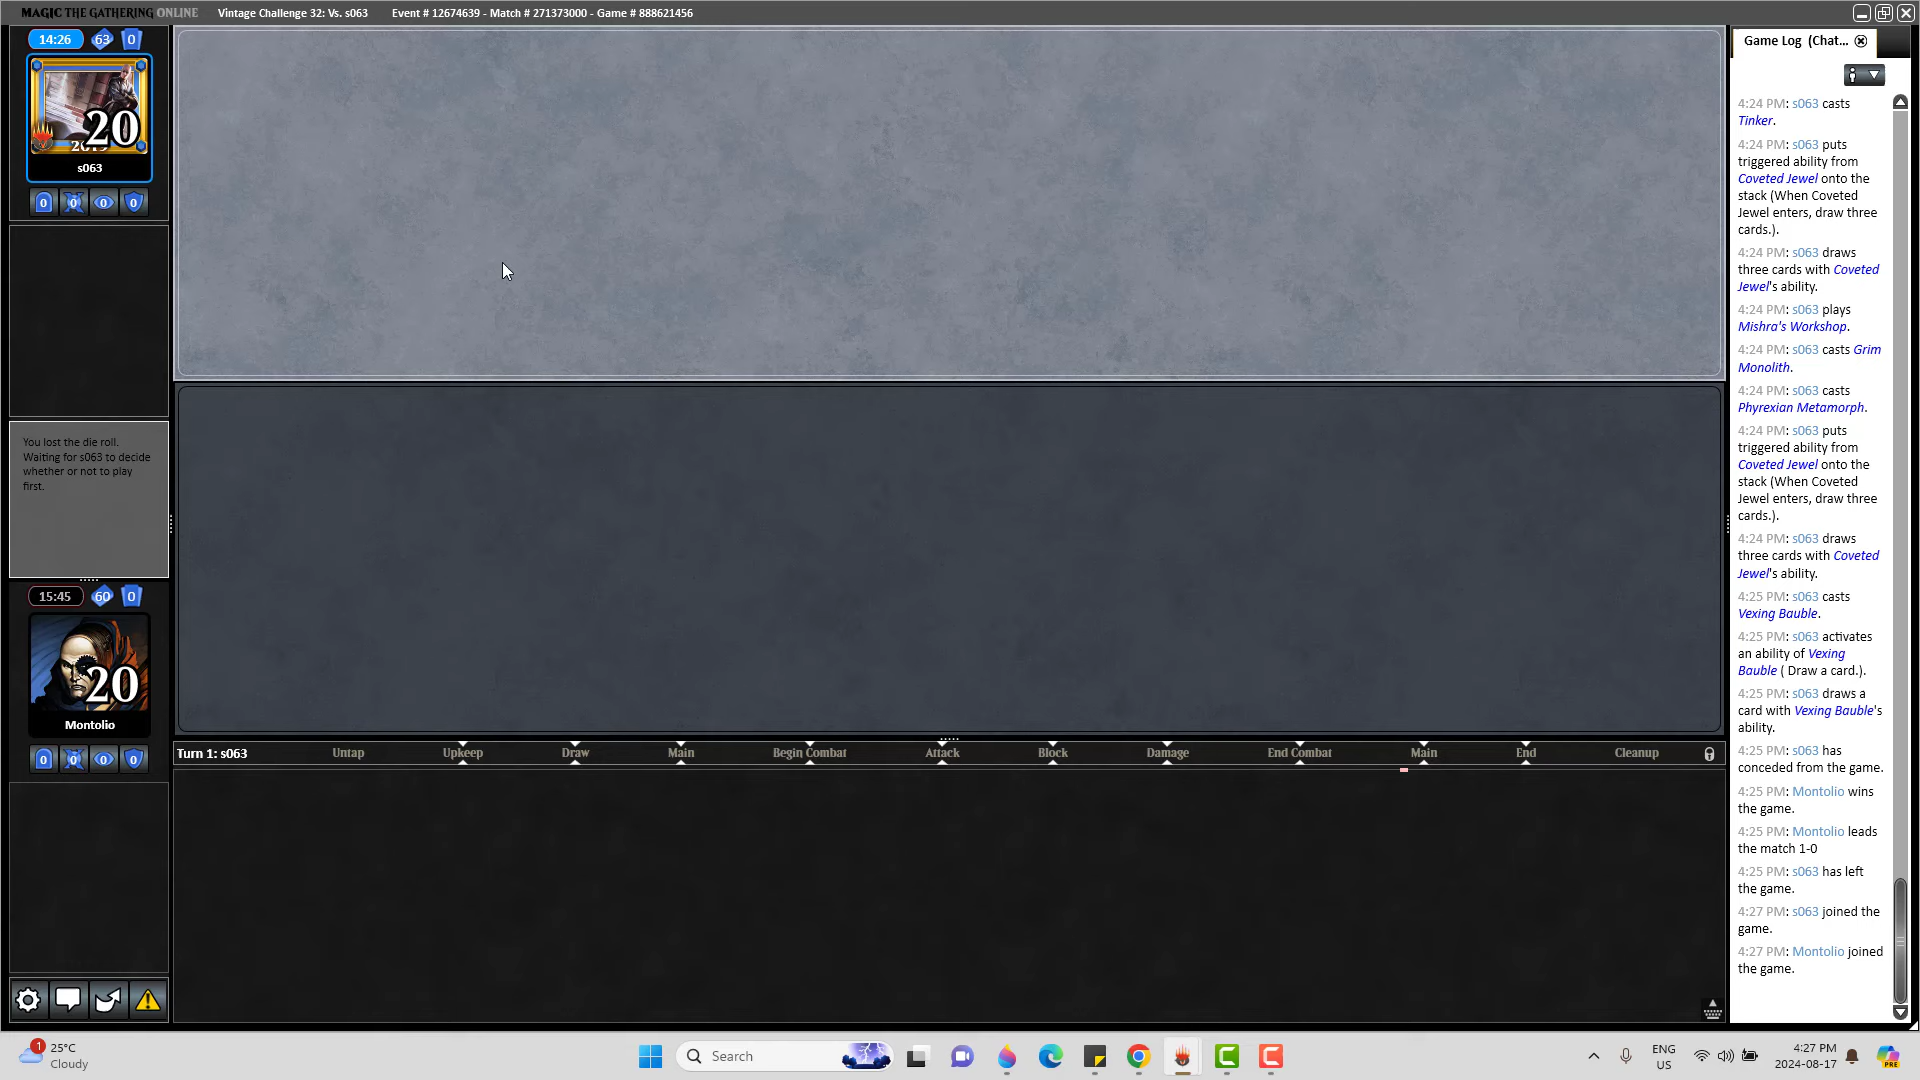 MAGIC THE GATHERING ONLINE Vintage Challenge 32: Vs. s063 Event # 12674639 - Match # 271373000 - Game # 888621456
14:26 63 0
20
s063
0 0 0 0
You lost the die roll.
Waiting for s063 to decide
whether or not to play
first.
15:45 60 0
20
Montolio
0 0 0 0
Turn 1: s063 Untap Upkeep Draw Main Begin Combat Attack Block Damage End Combat Main End Cleanup
Game Log (Chat...
4:24 PM: s063 casts
Tinker.
4:24 PM: s063 puts
triggered ability from
Coveted Jewel onto the
stack (When Coveted
Jewel enters, draw three
cards.).
4:24 PM: s063 draws
three cards with Coveted
Jewel's ability.
4:24 PM: s063 plays
Mishra's Workshop.
4:24 PM: s063 casts Grim
Monolith.
4:24 PM: s063 casts
Phyrexian Metamorph.
4:24 PM: s063 puts
triggered ability from
Coveted Jewel onto the
stack (When Coveted
Jewel enters, draw three
cards.).
4:24 PM: s063 draws
three cards with Coveted
Jewel's ability.
4:25 PM: s063 casts
Vexing Bauble.
4:25 PM: s063 activates
an ability of Vexing
Bauble ( Draw a card.).
4:25 PM: s063 draws a
card with Vexing Bauble's
ability.
4:25 PM: s063 has
conceded from the game.
4:25 PM: Montolio wins
the game.
4:25 PM: Montolio leads
the match 1-0
4:25 PM: s063 has left
the game.
4:27 PM: s063 joined the
game.
4:27 PM: Montolio joined
the game.
1
25°C
Cloudy
Search
ENG
US
4:27 PM
2024-08-17
PRE